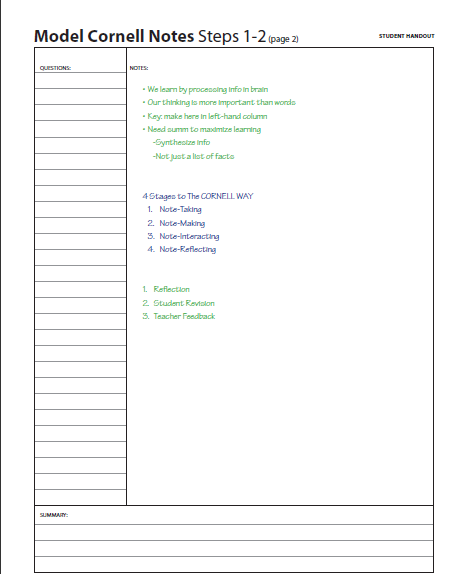 Model Cornell Notes Steps 1-2 (page 2)
STUDENT HANDOUT
QUESTIONS:
NOTES:
• We learn by processing info in brain
• Our thinking is more important than words
• Key: make here in left-hand column
• Need summ to maximize learning
-Synthesize info
-Not just a list of facts
4 Stages to The CORNELL WAY
1. Note-Taking
2. Note-Making
3. Note-Interacting
4. Note-Reflecting
1. Reflection
2. Student Revision
3. Teacher Feedback
SUMMARY: